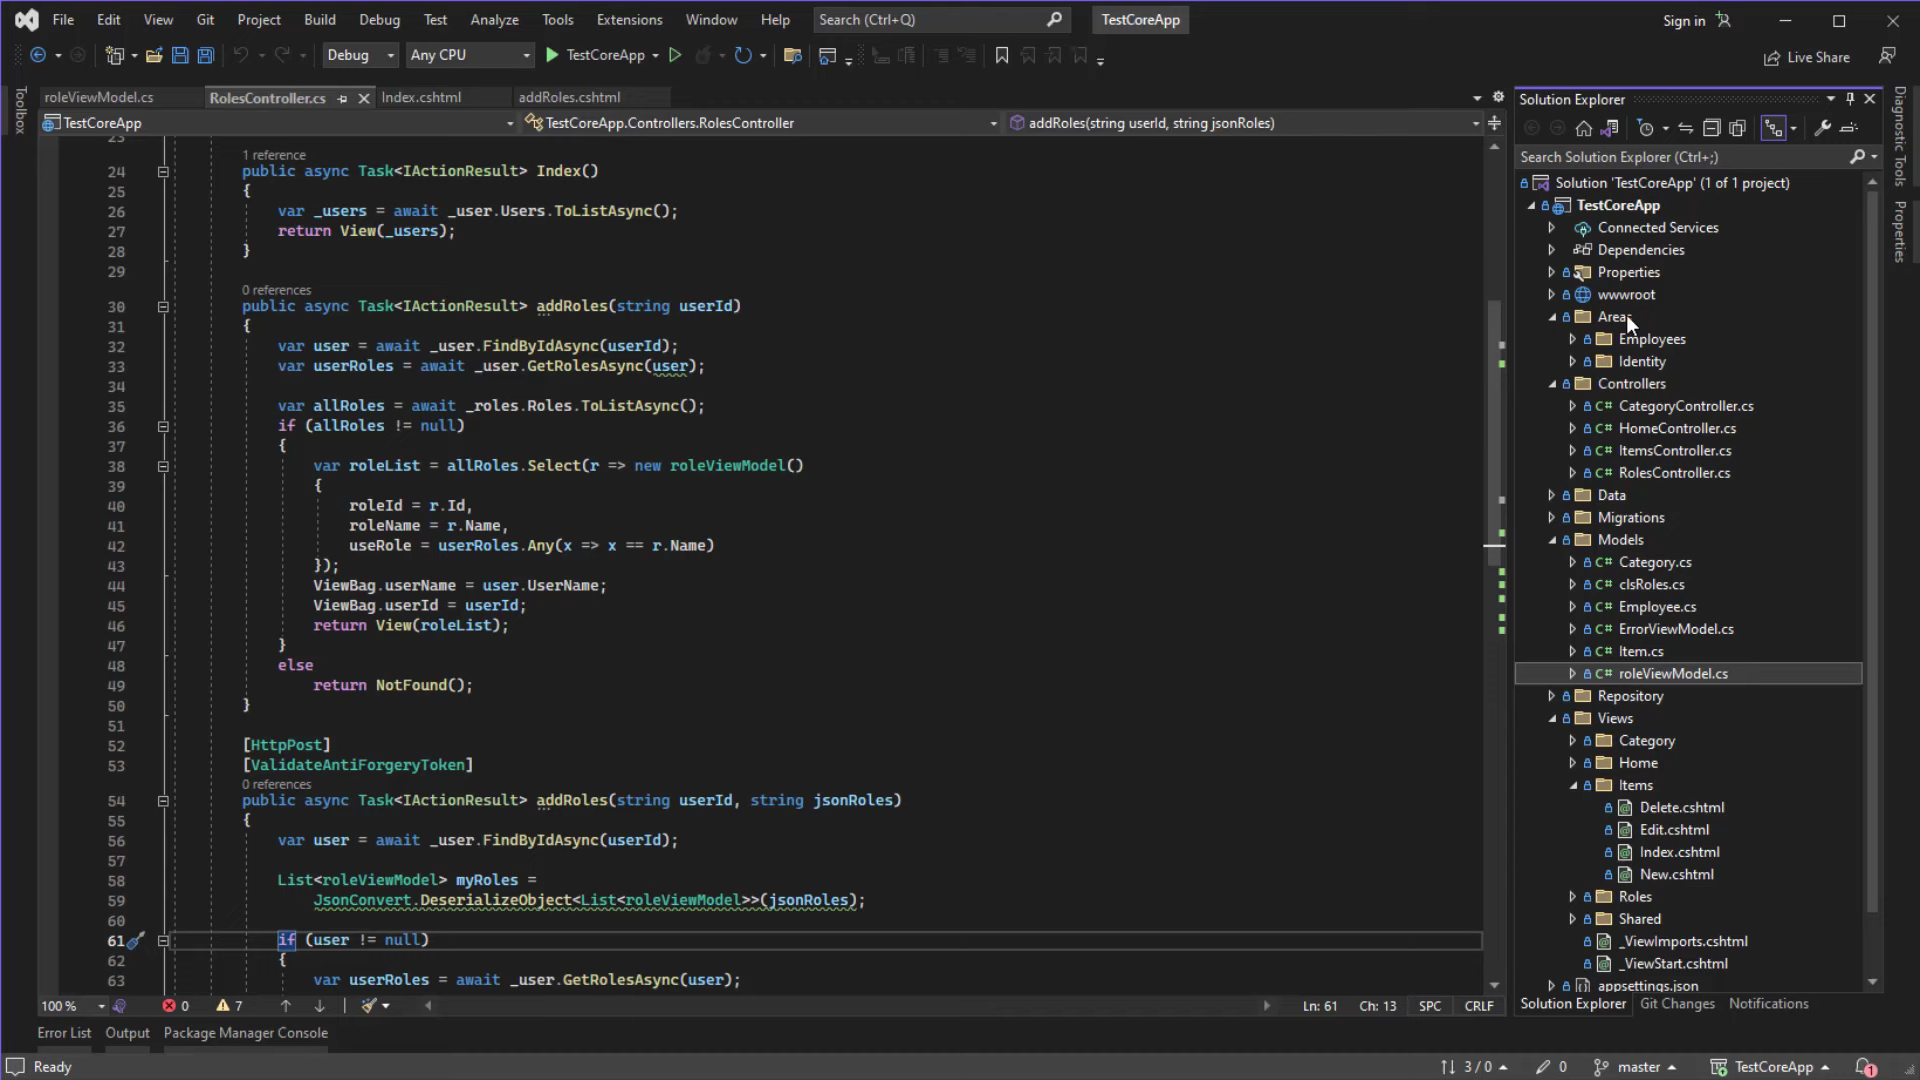 File Edit View Git Project Build Debug Test Analyze Tools Extensions Window Help Search (Ctrl+Q) TestCoreApp Sign in
Debug Any CPU TestCoreApp Live Share
Toolbox
roleViewModel.cs RolesController.cs Index.cshtml addRoles.cshtml
TestCoreApp TestCoreApp.Controllers.RolesController addRoles(string userId, string jsonRoles)
23
1 reference
24 public async Task<IActionResult> Index()
25 {
26 var _users = await _user.Users.ToListAsync();
27 return View(_users);
28 }
29
0 references
30 public async Task<IActionResult> addRoles(string userId)
31 {
32 var user = await _user.FindByIdAsync(userId);
33 var userRoles = await _user.GetRolesAsync(user);
34
35 var allRoles = await _roles.Roles.ToListAsync();
36 if (allRoles != null)
37 {
38 var roleList = allRoles.Select(r => new roleViewModel()
39 {
40 roleId = r.Id,
41 roleName = r.Name,
42 useRole = userRoles.Any(x => x == r.Name)
43 });
44 ViewBag.userName = user.UserName;
45 ViewBag.userId = userId;
46 return View(roleList);
47 }
48 else
49 return NotFound();
50 }
51
52 [HttpPost]
53 [ValidateAntiForgeryToken]
0 references
54 public async Task<IActionResult> addRoles(string userId, string jsonRoles)
55 {
56 var user = await _user.FindByIdAsync(userId);
57
58 List<roleViewModel> myRoles =
59 JsonConvert.DeserializeObject<List<roleViewModel>>(jsonRoles);
60
61 if (user != null)
62 {
63 var userRoles = await _user.GetRolesAsync(user);
100 % 0 7 Ln: 61 Ch: 13 SPC CRLF
Error List Output Package Manager Console
Solution Explorer
Search Solution Explorer (Ctrl+;)
Solution 'TestCoreApp' (1 of 1 project)
TestCoreApp
Connected Services
Dependencies
Properties
wwwroot
Areas
Employees
Identity
Controllers
C# CategoryController.cs
C# HomeController.cs
C# ItemsController.cs
C# RolesController.cs
Data
Migrations
Models
C# Category.cs
C# clsRoles.cs
C# Employee.cs
C# ErrorViewModel.cs
C# Item.cs
C# roleViewModel.cs
Repository
Views
Category
Home
Items
Delete.cshtml
Edit.cshtml
Index.cshtml
New.cshtml
Roles
Shared
_ViewImports.cshtml
_ViewStart.cshtml
appsettings.json
Solution Explorer Git Changes Notifications
Diagnostic Tools
Properties
Ready 3 / 0 0 master TestCoreApp 1